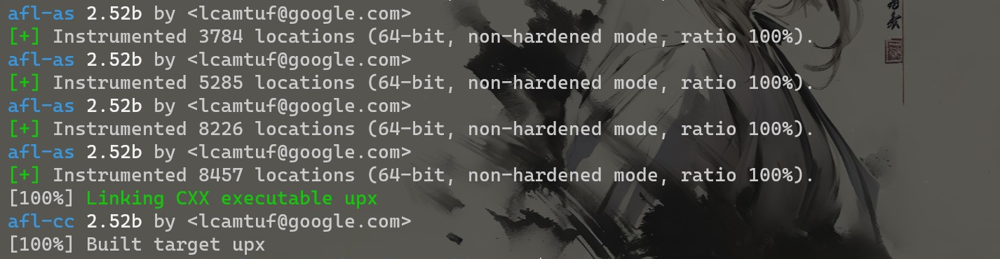 afl-as 2.52b by <lcamtuf@google.com>
[+] Instrumented 3784 locations (64-bit, non-hardened mode, ratio 100%).
afl-as 2.52b by <lcamtuf@google.com>
[+] Instrumented 5285 locations (64-bit, non-hardened mode, ratio 100%).
afl-as 2.52b by <lcamtuf@google.com>
[+] Instrumented 8226 locations (64-bit, non-hardened mode, ratio 100%).
afl-as 2.52b by <lcamtuf@google.com>
[+] Instrumented 8457 locations (64-bit, non-hardened mode, ratio 100%).
[100%] Linking CXX executable upx
afl-cc 2.52b by <lcamtuf@google.com>
[100%] Built target upx